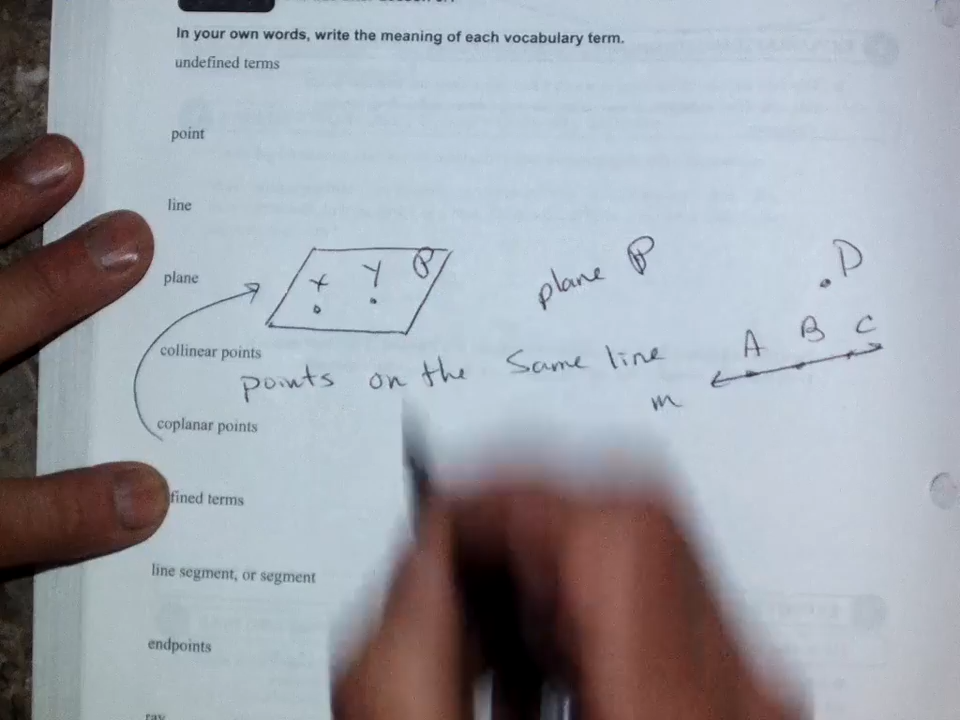 In your own words, write the meaning of each vocabulary term.
undefined terms
point
line
plane
X Y P
plane P
D
collinear points
points on the same line
A B C
m
coplanar points
fined terms
line segment, or segment
endpoints
ray